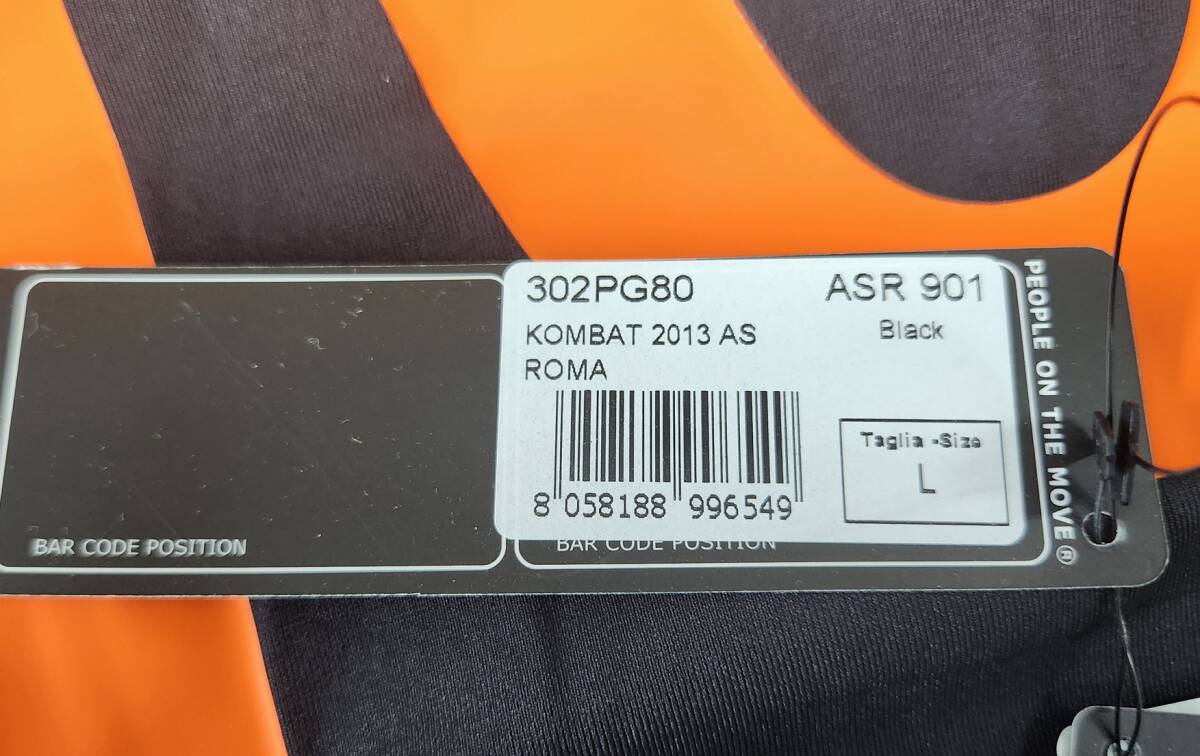 302PG80 ASR 901
KOMBAT 2013 AS Black
ROMA
Taglia -Size
L
8 058188 996549
BAR CODE POSITION
BAR CODE POSITION
PEOPLE ON THE MOVE®